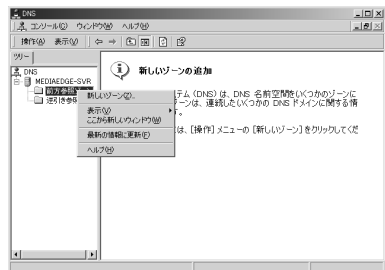 DNS
コンソール(C) ウィンドウ(W) ヘルプ(H)
操作(A) 表示(V)
ツリー
DNS
MEDIAEDGE-SVR
前方参照ゾーン
逆引き参照
新しいゾーン(Z)...
表示(V)
ここから新しいウィンドウ(W)
最新の情報に更新(F)
ヘルプ(H)
新しいゾーンの追加
テム (DNS) は、DNS 名前空間をいくつかのゾーンに
ゾーンは、連続したいくつかの DNS ドメインに関する情
す。
は、[操作] メニューの [新しいゾーン] をクリックしてくだ